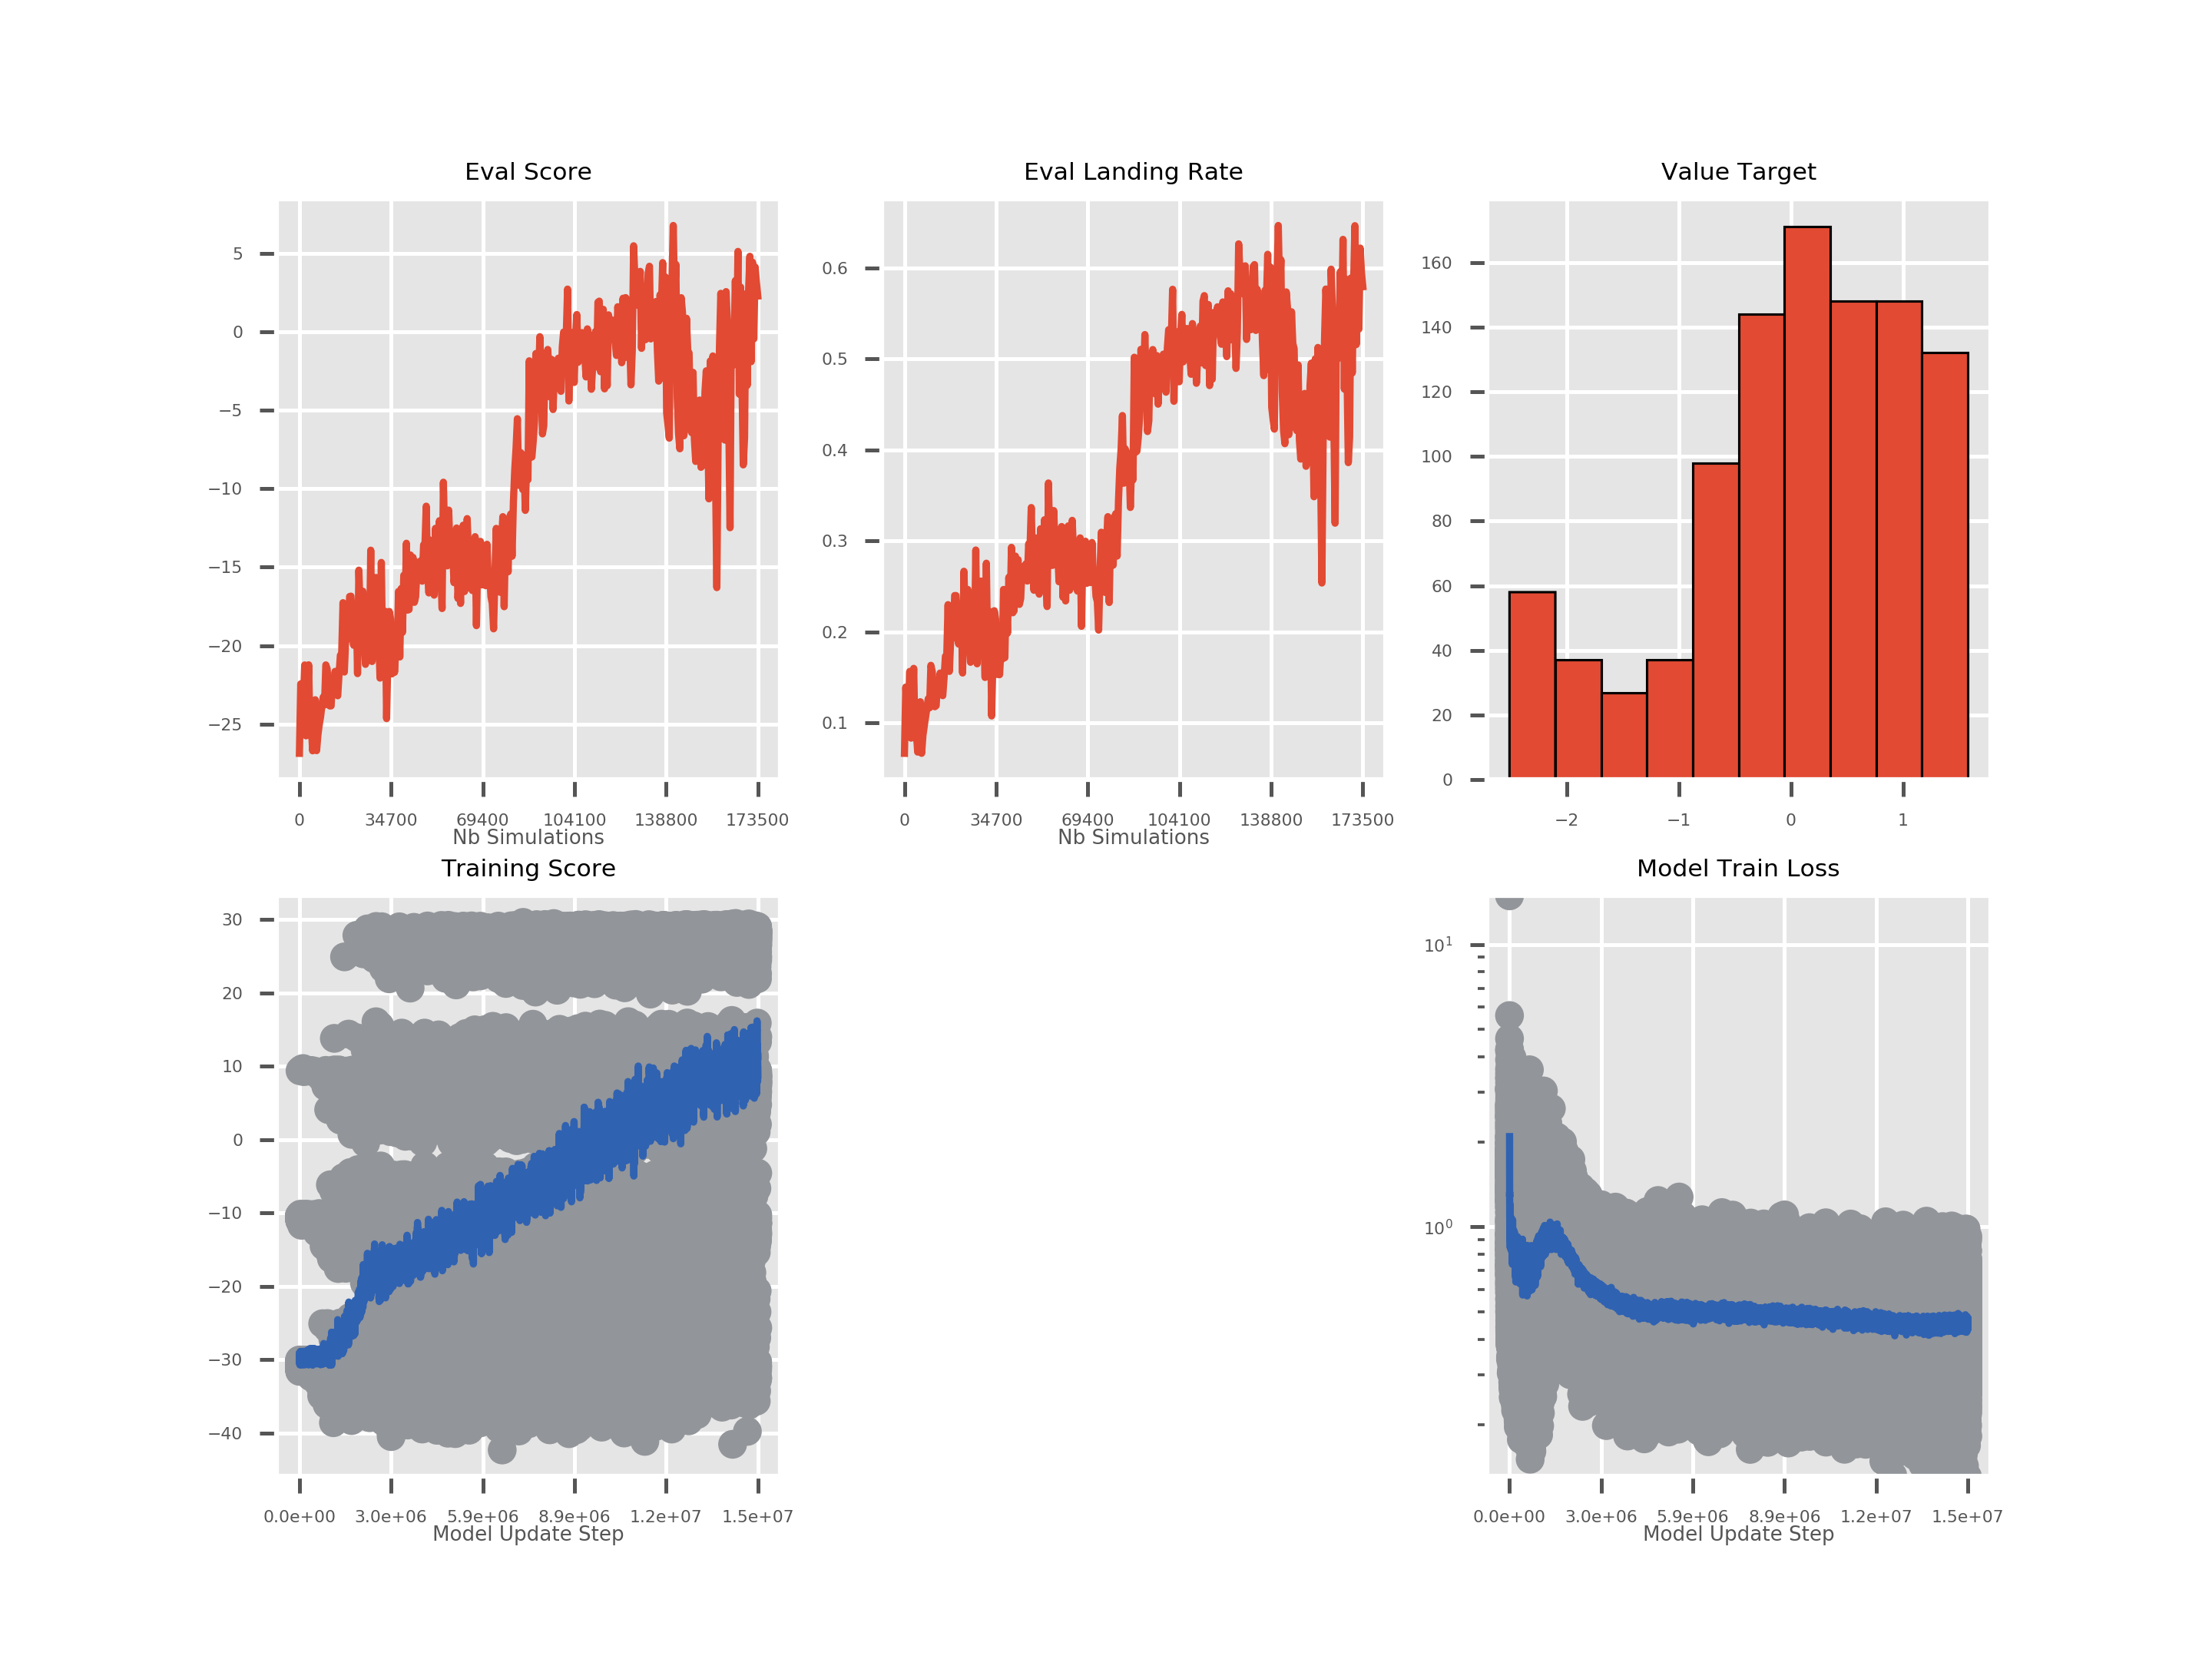 Eval Score
5
0
−5
−10
−15
−20
−25
0 34700 69400 104100 138800 173500
Nb Simulations
Eval Landing Rate
0.6
0.5
0.4
0.3
0.2
0.1
0 34700 69400 104100 138800 173500
Nb Simulations
Value Target
160
140
120
100
80
60
40
20
0
−2 −1 0 1
Training Score
30
20
10
0
−10
−20
−30
−40
0.0e+00 3.0e+06 5.9e+06 8.9e+06 1.2e+07 1.5e+07
Model Update Step
Model Train Loss
10¹
10⁰
0.0e+00 3.0e+06 5.9e+06 8.9e+06 1.2e+07 1.5e+07
Model Update Step